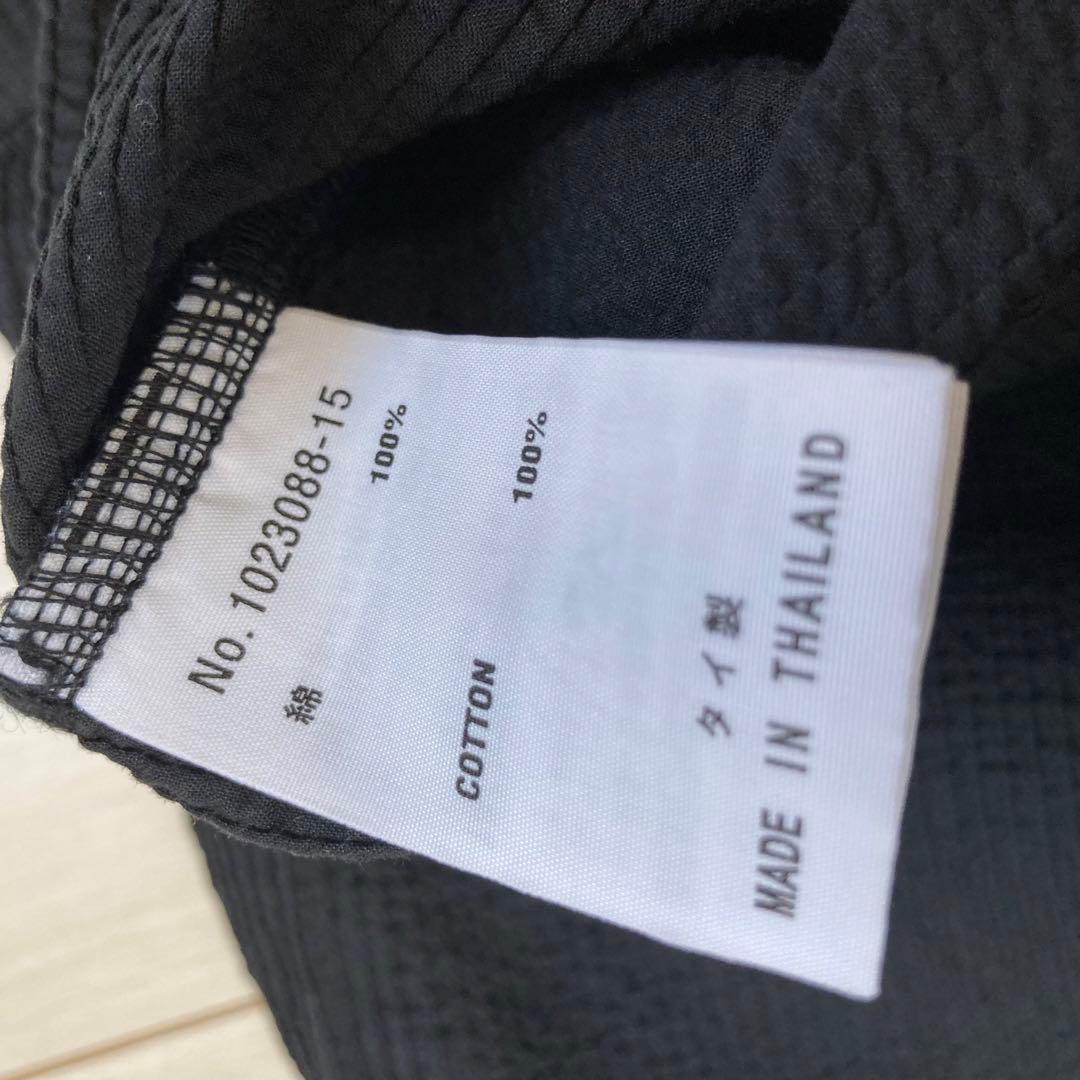 No. 1023088-15
綿 100%
COTTON 100%
タイ製
MADE IN THAILAND